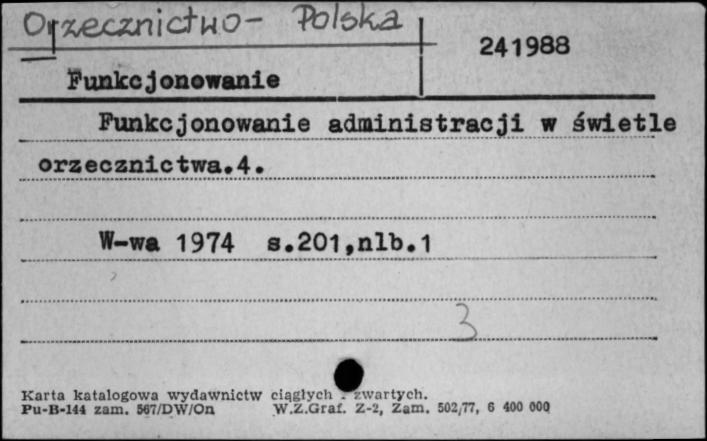 Orzecznictwo - Polska
241988
Funkcjonowanie
Funkcjonowanie administracji w świetle
orzecznictwa.4.
W-wa 1974 s.201,nlb.1
3
Karta katalogowa wydawnictw ciągłych zwartych.
Pu-B-144 zam. 567/DW/On W.Z.Graf. Z-2, Zam. 502/77, 6 400 000